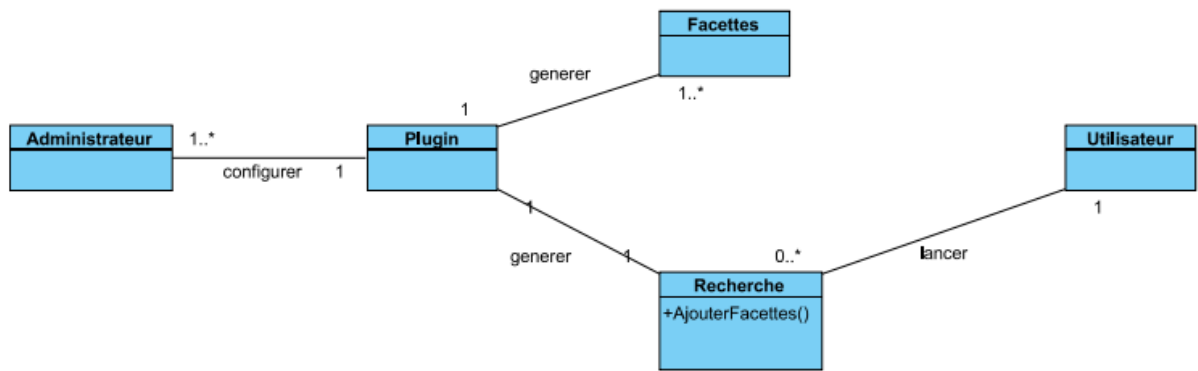 Facettes
generer
1..*
1
Administrateur
1..*
configurer
1
Plugin
Utilisateur
1
1
generer
1
0..*
lancer
Recherche
+AjouterFacettes()